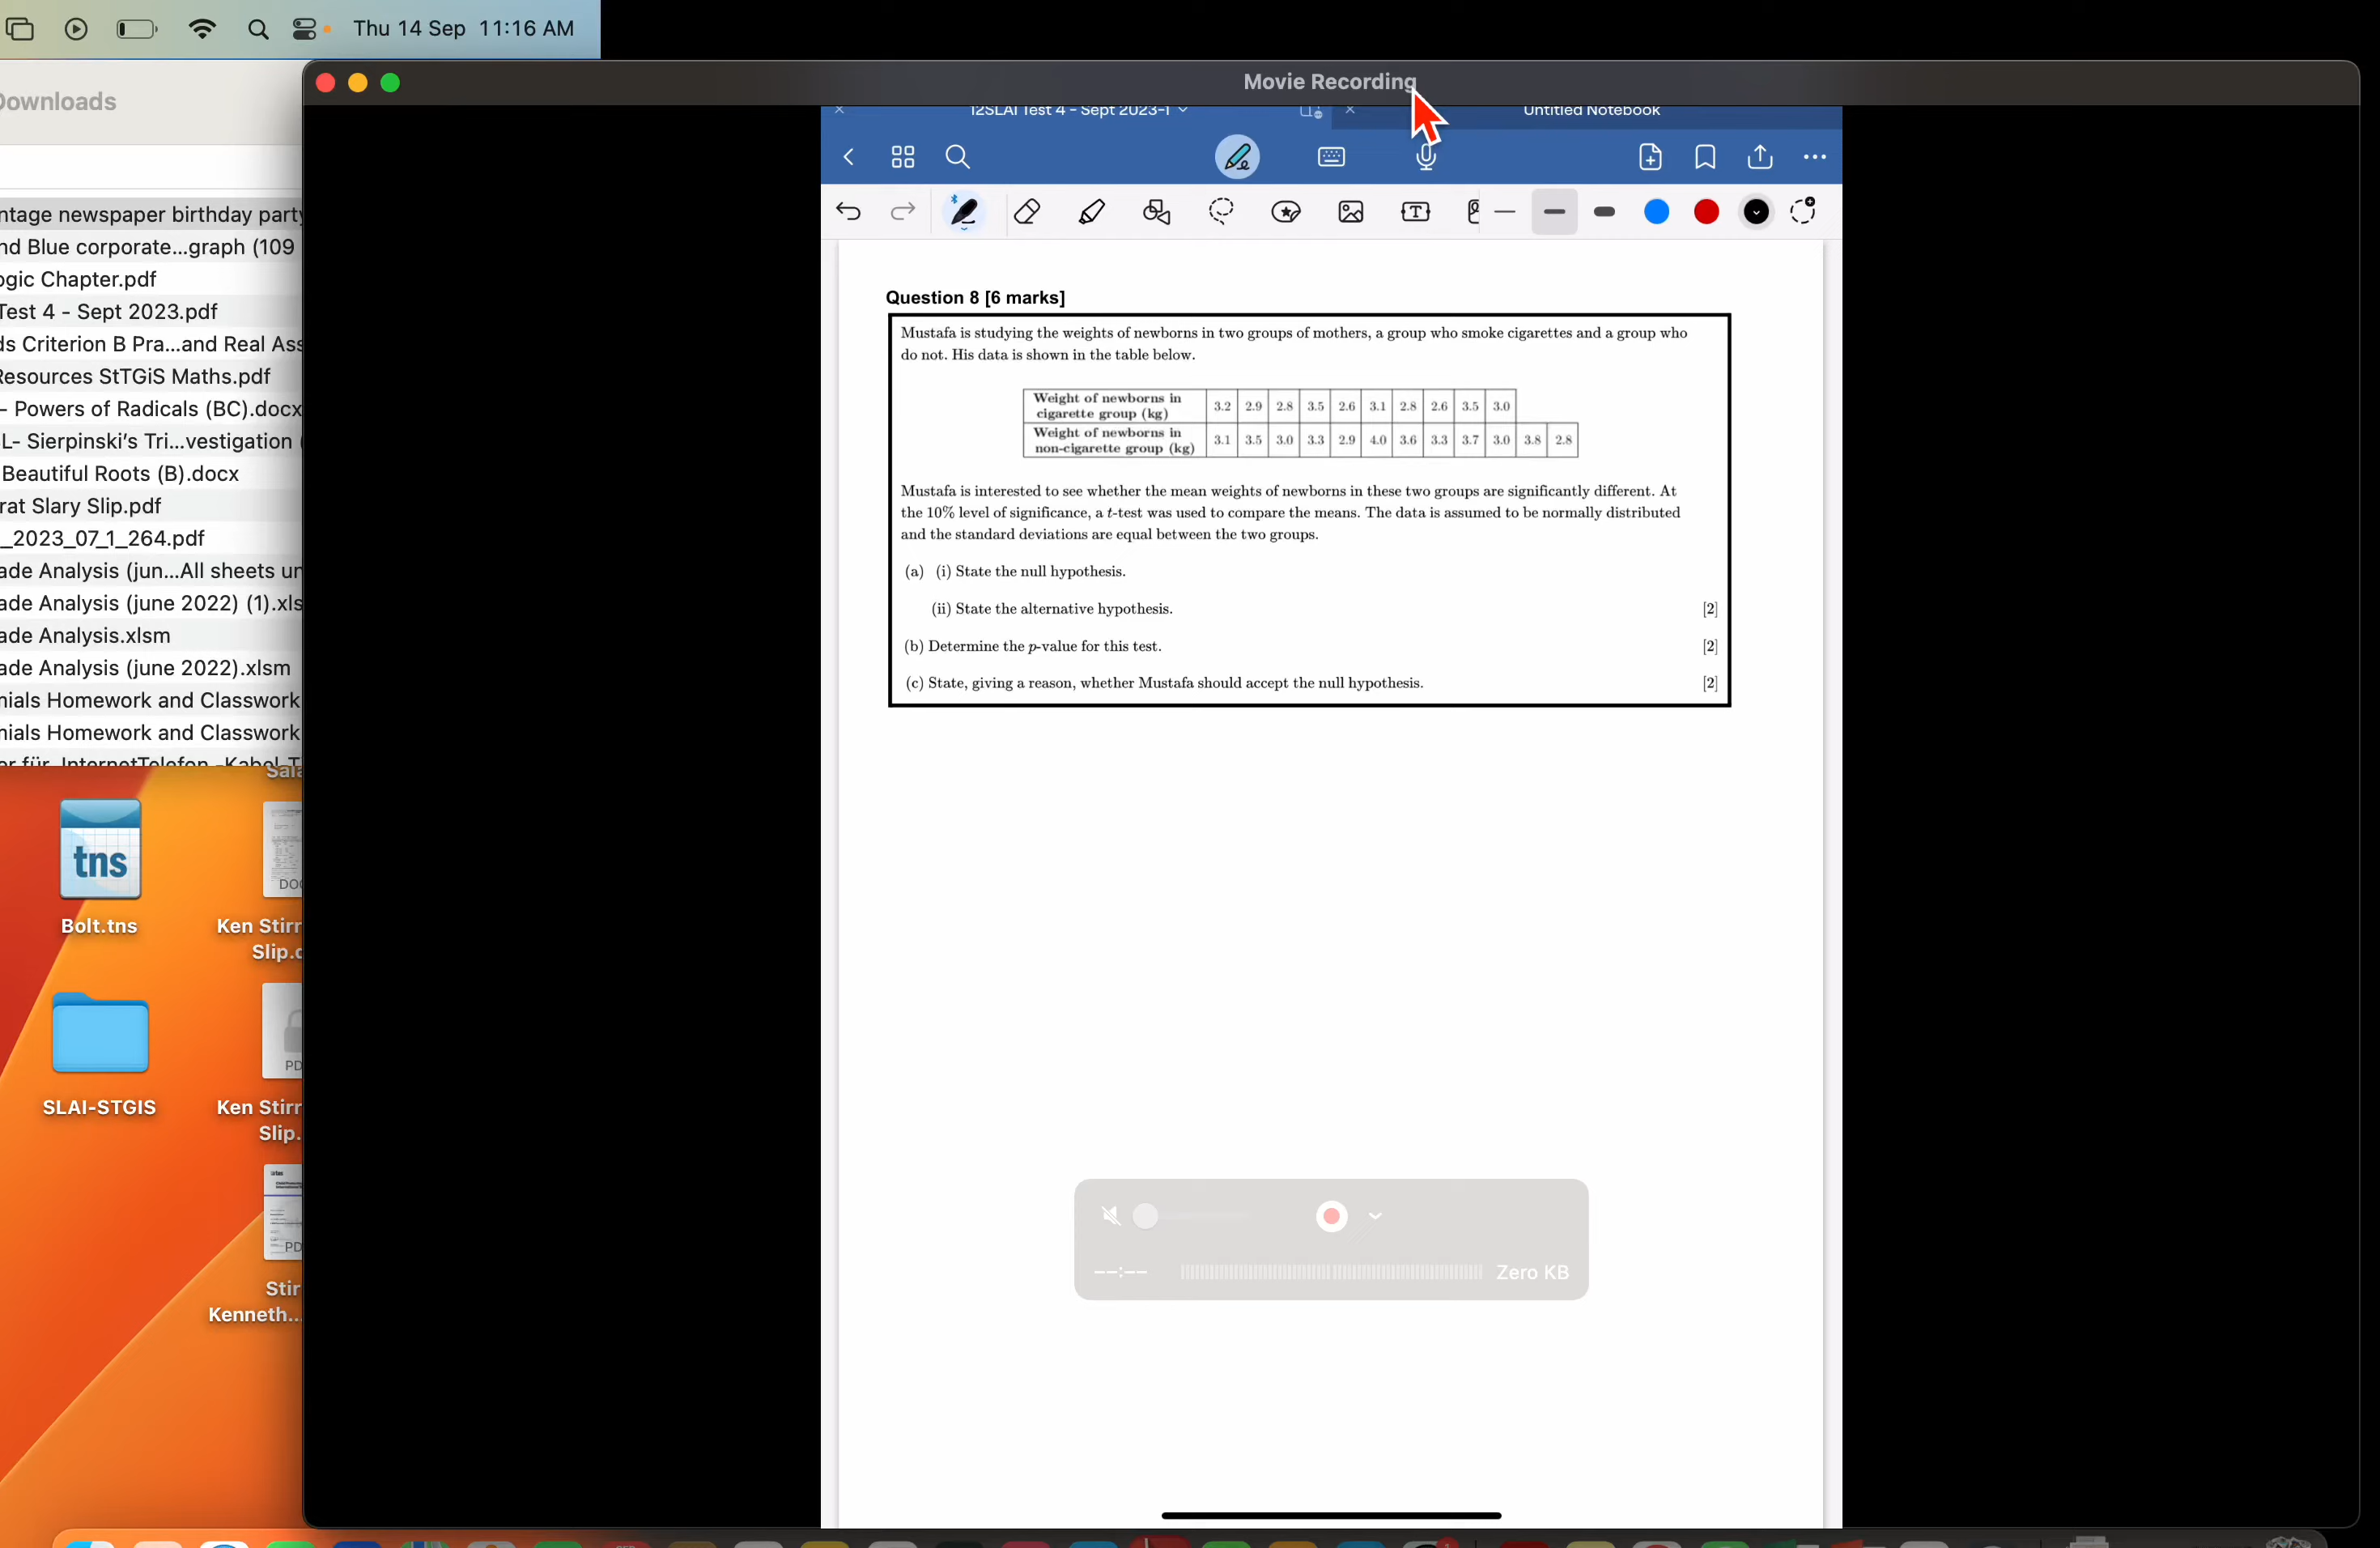 Thu 14 Sep 11:16 AM
Downloads
Movie Recording
12SLAI Test 4 - Sept 2023-1
Untitled Notebook
ntage newspaper birthday party
nd Blue corporate...graph (109
ogic Chapter.pdf
Test 4 - Sept 2023.pdf
ds Criterion B Pra...and Real Ass
Resources StTGiS Maths.pdf
- Powers of Radicals (BC).docx
L- Sierpinski's Tri...vestigation (
Beautiful Roots (B).docx
rat Slary Slip.pdf
_2023_07_1_264.pdf
ade Analysis (jun...All sheets un
ade Analysis (june 2022) (1).xls
ade Analysis.xlsm
ade Analysis (june 2022).xlsm
nials Homework and Classwork
nials Homework and Classwork
er für InternetTelefon -Kabel-T
Sala
tns
Bolt.tns
DOC
Ken Stirr
Slip.d
SLAI-STGIS
PD
Ken Stirr
Slip.
PD
Stir
Kenneth...
Question 8 [6 marks]
Mustafa is studying the weights of newborns in two groups of mothers, a group who smoke cigarettes and a group who
do not. His data is shown in the table below.
Weight of newborns in
cigarette group (kg) 3.2 2.9 2.8 3.5 2.6 3.1 2.8 2.6 3.5 3.0
Weight of newborns in
non-cigarette group (kg) 3.1 3.5 3.0 3.3 2.9 4.0 3.6 3.3 3.7 3.0 3.8 2.8
Mustafa is interested to see whether the mean weights of newborns in these two groups are significantly different. At
the 10% level of significance, a t-test was used to compare the means. The data is assumed to be normally distributed
and the standard deviations are equal between the two groups.
(a) (i) State the null hypothesis.
(ii) State the alternative hypothesis. [2]
(b) Determine the p-value for this test. [2]
(c) State, giving a reason, whether Mustafa should accept the null hypothesis. [2]
--:-- Zero KB